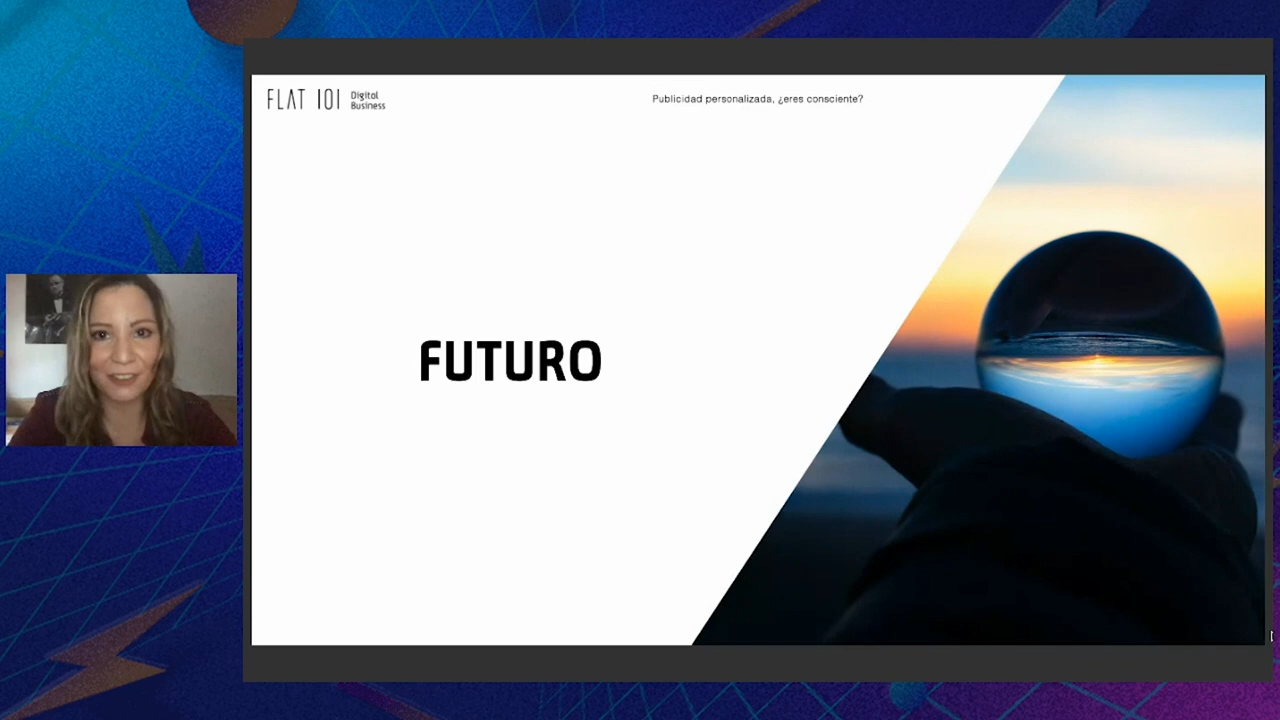 FLAT 101 Digital
Business
Publicidad personalizada, ¿eres consciente?
FUTURO